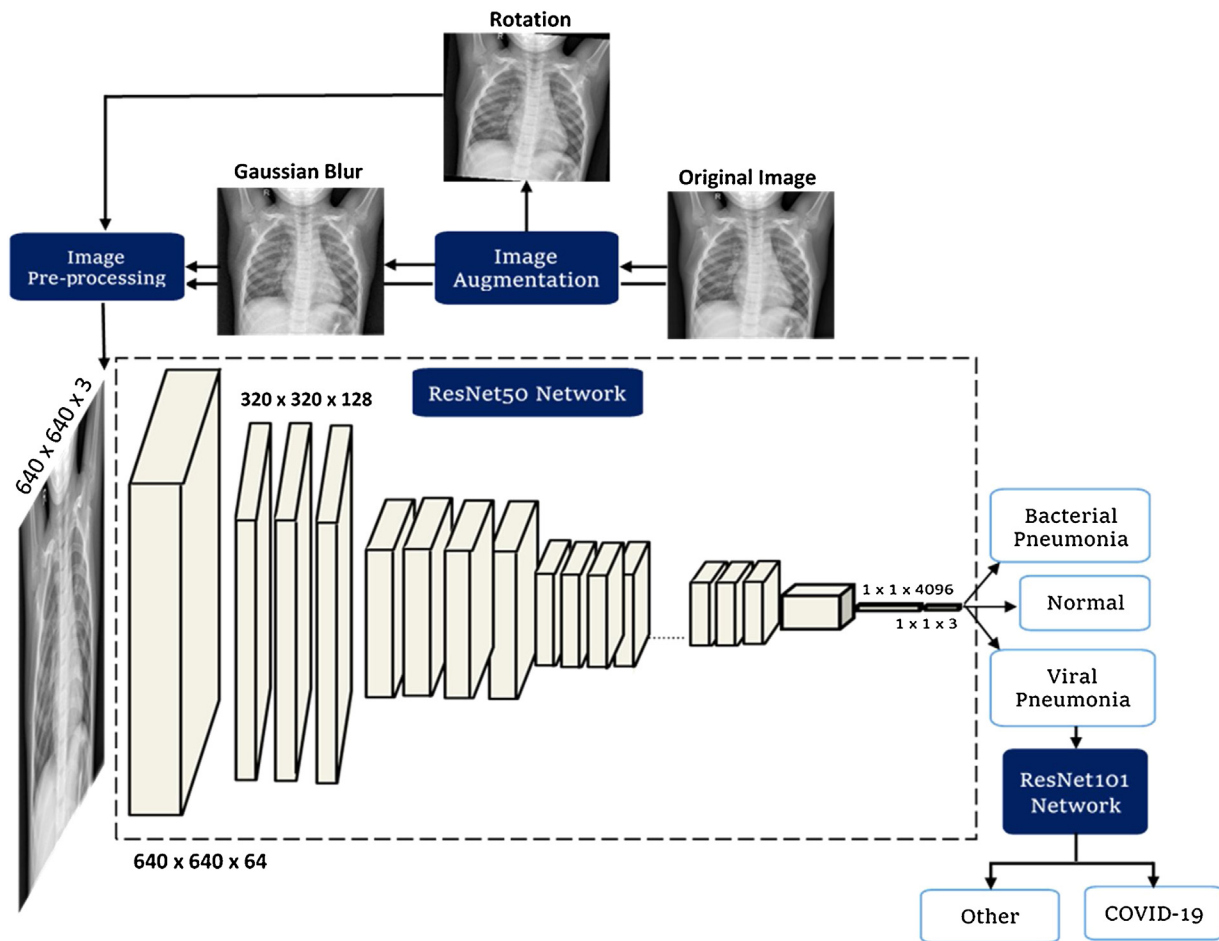 Rotation
R
Gaussian Blur
R
Original Image
R
Image
Pre-processing
Image
Augmentation
640 x 640 x 3
ResNet50 Network
320 x 320 x 128
640 x 640 x 64
1 x 1 x 4096
1 x 1 x 3
Bacterial
Pneumonia
Normal
Viral
Pneumonia
ResNet101
Network
Other
COVID-19